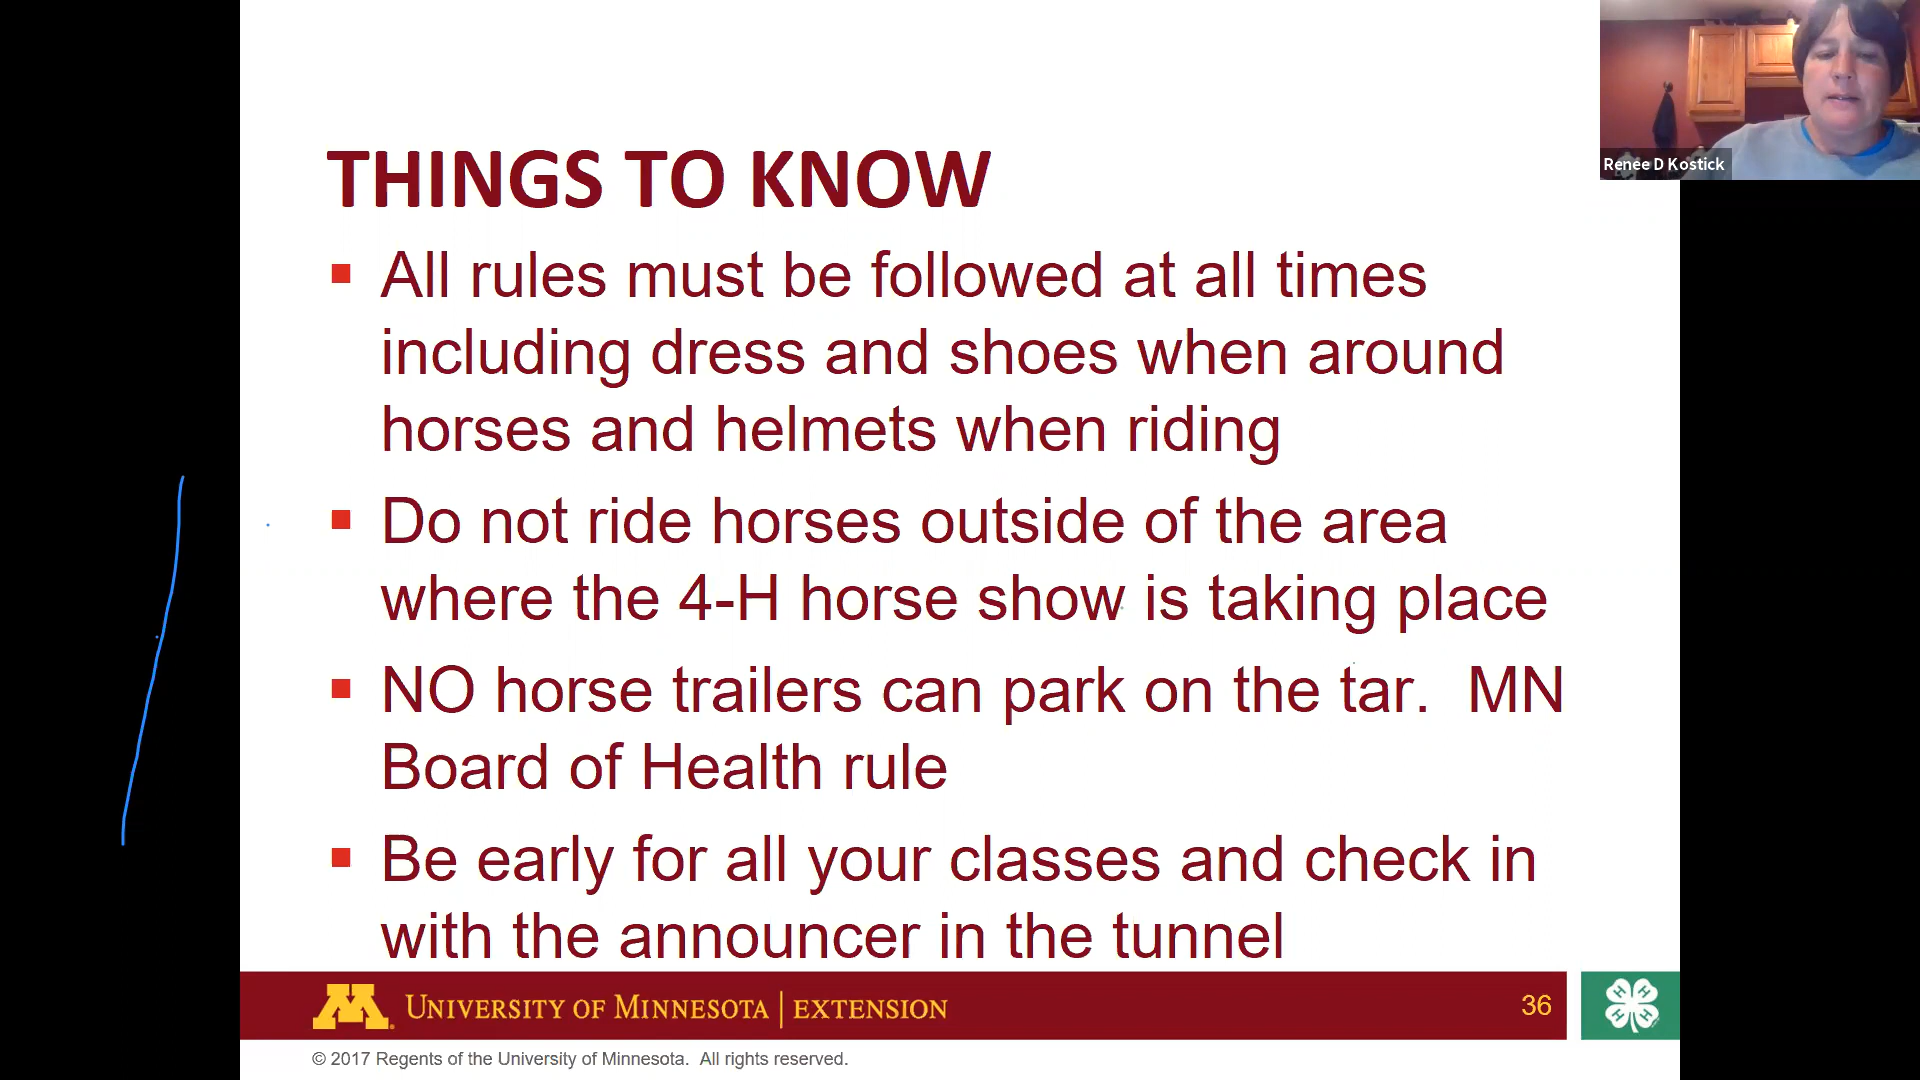 Renee D Kostick
THINGS TO KNOW
All rules must be followed at all times
including dress and shoes when around
horses and helmets when riding
Do not ride horses outside of the area
where the 4-H horse show is taking place
NO horse trailers can park on the tar.  MN
Board of Health rule
Be early for all your classes and check in
with the announcer in the tunnel
M UNIVERSITY OF MINNESOTA | EXTENSION
36
H H H H
© 2017 Regents of the University of Minnesota.  All rights reserved.